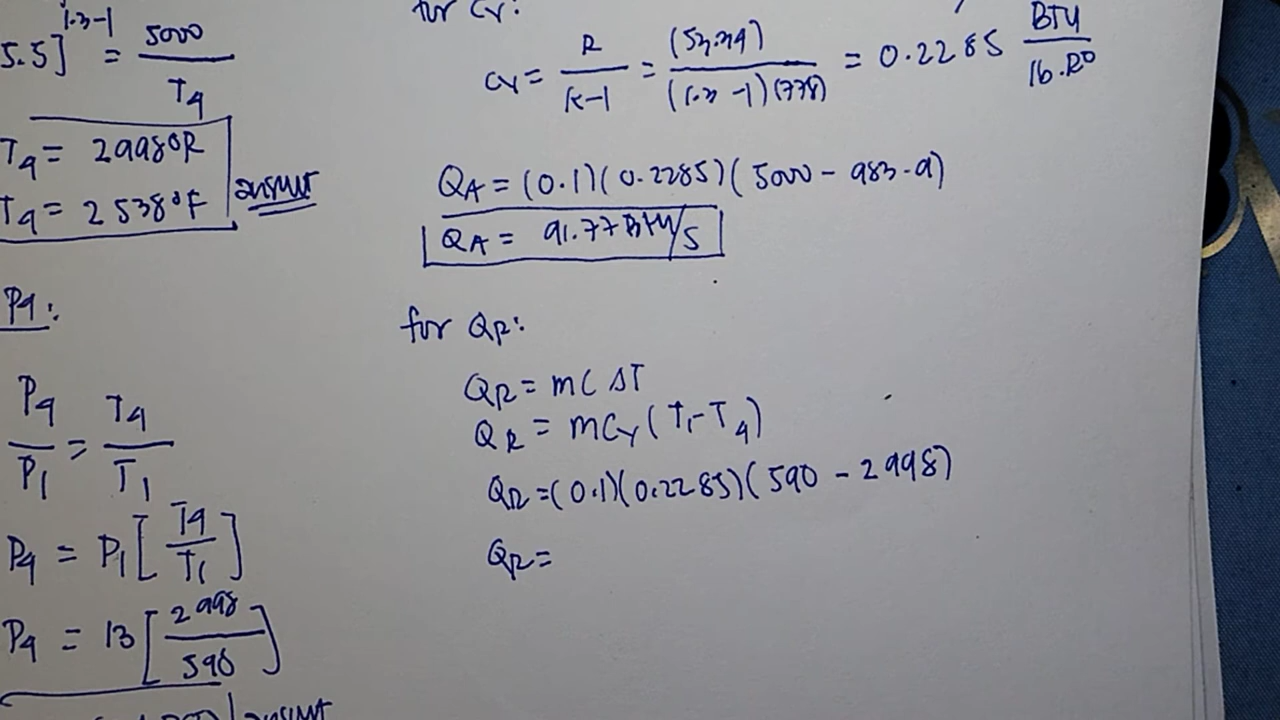 5.5]^1.3-1 = 5000 / T4
T4 = 2998°R
T4 = 2538°F answer
P4:
P4 / P1 = T4 / T1
P4 = P1 [T4 / T1]
P4 = 13 [2998 / 590]
answer
for Cv:
Cv = R / k-1 = (53.34) / (1.3 -1)(778) = 0.2285 BTU / lb.R°
QA = (0.1)(0.2285)(5000 - 983.9)
QA = 91.77 BTU/s
for QR:
QR = mC ΔT
QR = mCv (T1-T4)
QR = (0.1)(0.2285)(590 - 2998)
QR =